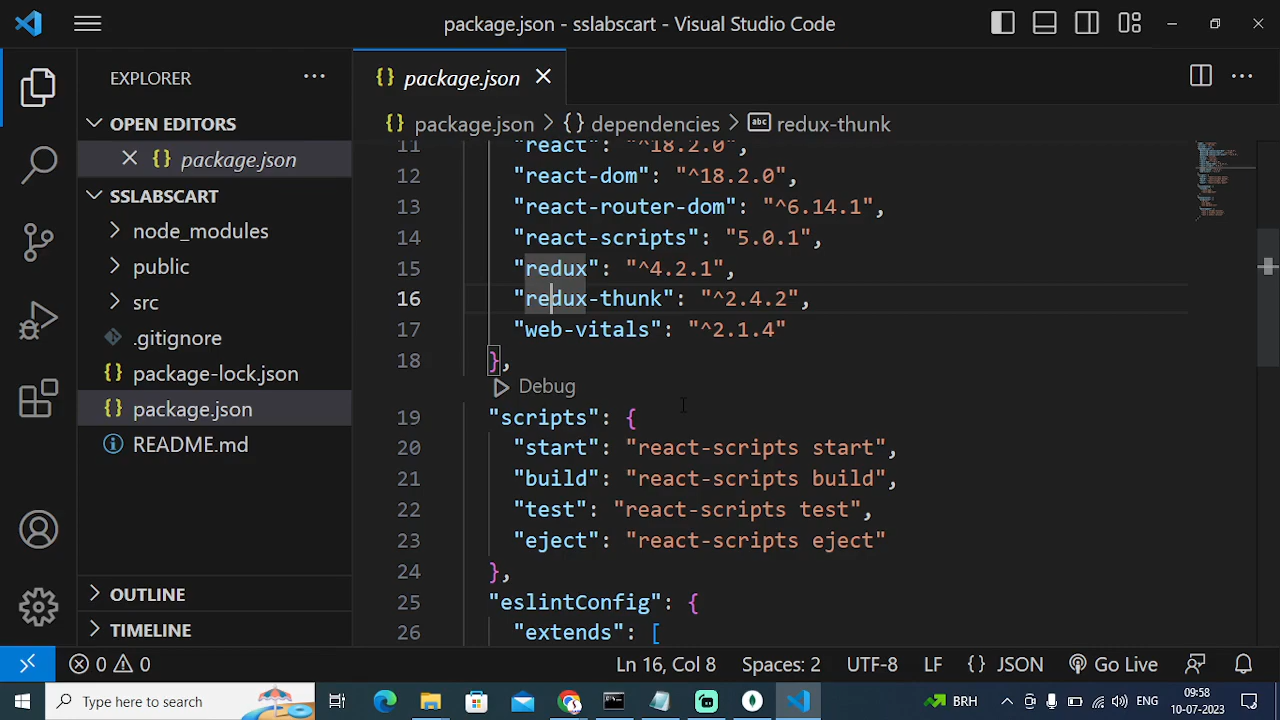 package.json - sslabscart - Visual Studio Code
EXPLORER
OPEN EDITORS
package.json
SSLABSCART
node_modules
public
src
.gitignore
package-lock.json
package.json
README.md
OUTLINE
TIMELINE
package.json
package.json > {} dependencies > abc redux-thunk
11 "react": "^18.2.0",
12 "react-dom": "^18.2.0",
13 "react-router-dom": "^6.14.1",
14 "react-scripts": "5.0.1",
15 "redux": "^4.2.1",
16 "redux-thunk": "^2.4.2",
17 "web-vitals": "^2.1.4"
18 },
Debug
19 "scripts": {
20 "start": "react-scripts start",
21 "build": "react-scripts build",
22 "test": "react-scripts test",
23 "eject": "react-scripts eject"
24 },
25 "eslintConfig": {
26 "extends": [
0 0 Ln 16, Col 8 Spaces: 2 UTF-8 LF {} JSON Go Live
Type here to search
BRH
ENG
09:58
10-07-2023